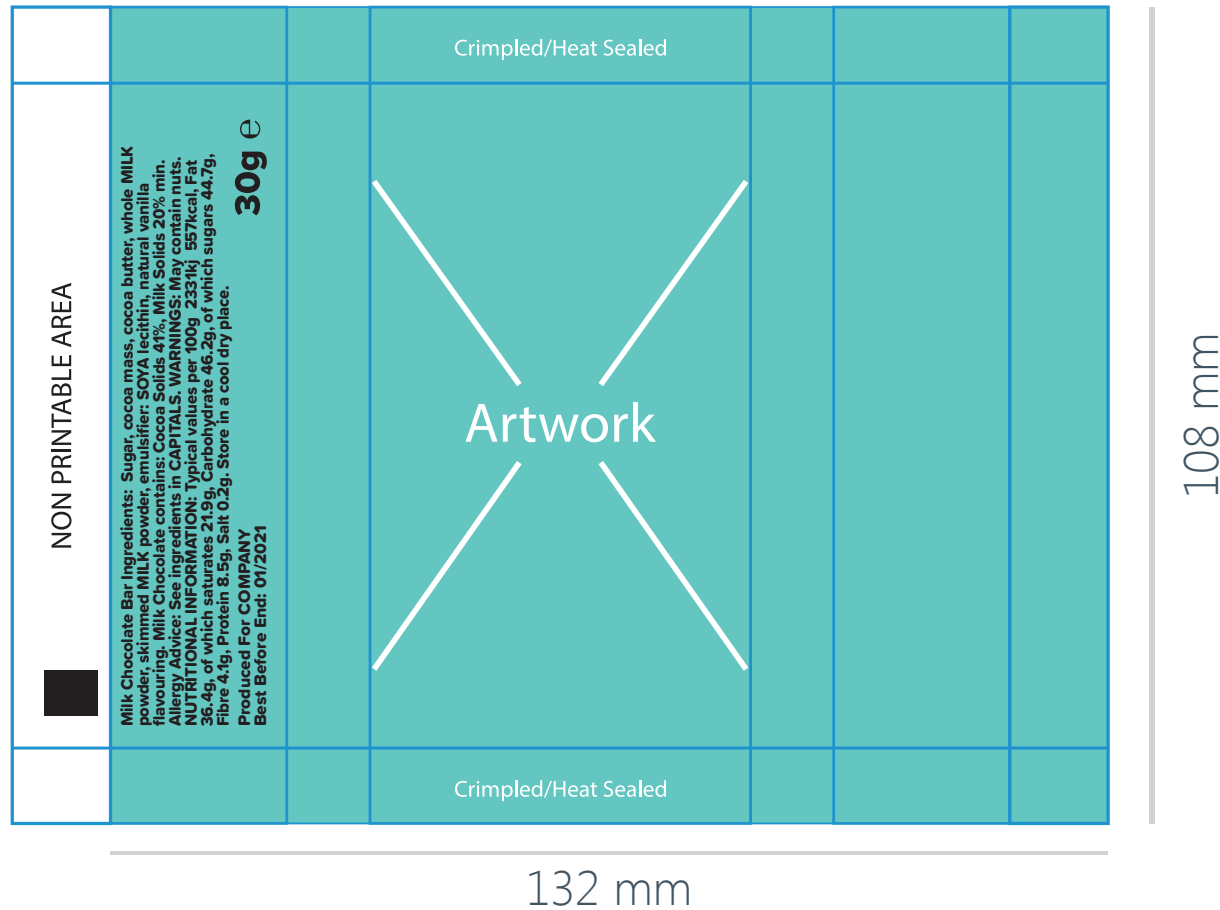 Crimpled/Heat Sealed
NON PRINTABLE AREA
Milk Chocolate Bar Ingredients: Sugar, cocoa mass, cocoa butter, whole MILK
powder, skimmed MILK powder, emulsifier: SOYA lecithin, natural vanilla
flavouring. Milk Chocolate contains: Cocoa Solids 41%, Milk Solids 20% min.
Allergy Advice: See ingredients in CAPITALS. WARNINGS: May contain nuts.
NUTRITIONAL INFORMATION: Typical values per 100g 2331kj 557kcal, Fat
36.4g, of which saturates 21.9g, Carbohydrate 46.2g, of which sugars 44.7g,
Fibre 4.1g, Protein 8.5g, Salt 0.2g. Store in a cool dry place.
Produced For COMPANY
Best Before End: 01/2021
30g ℮
Artwork
Crimpled/Heat Sealed
108 mm
132 mm